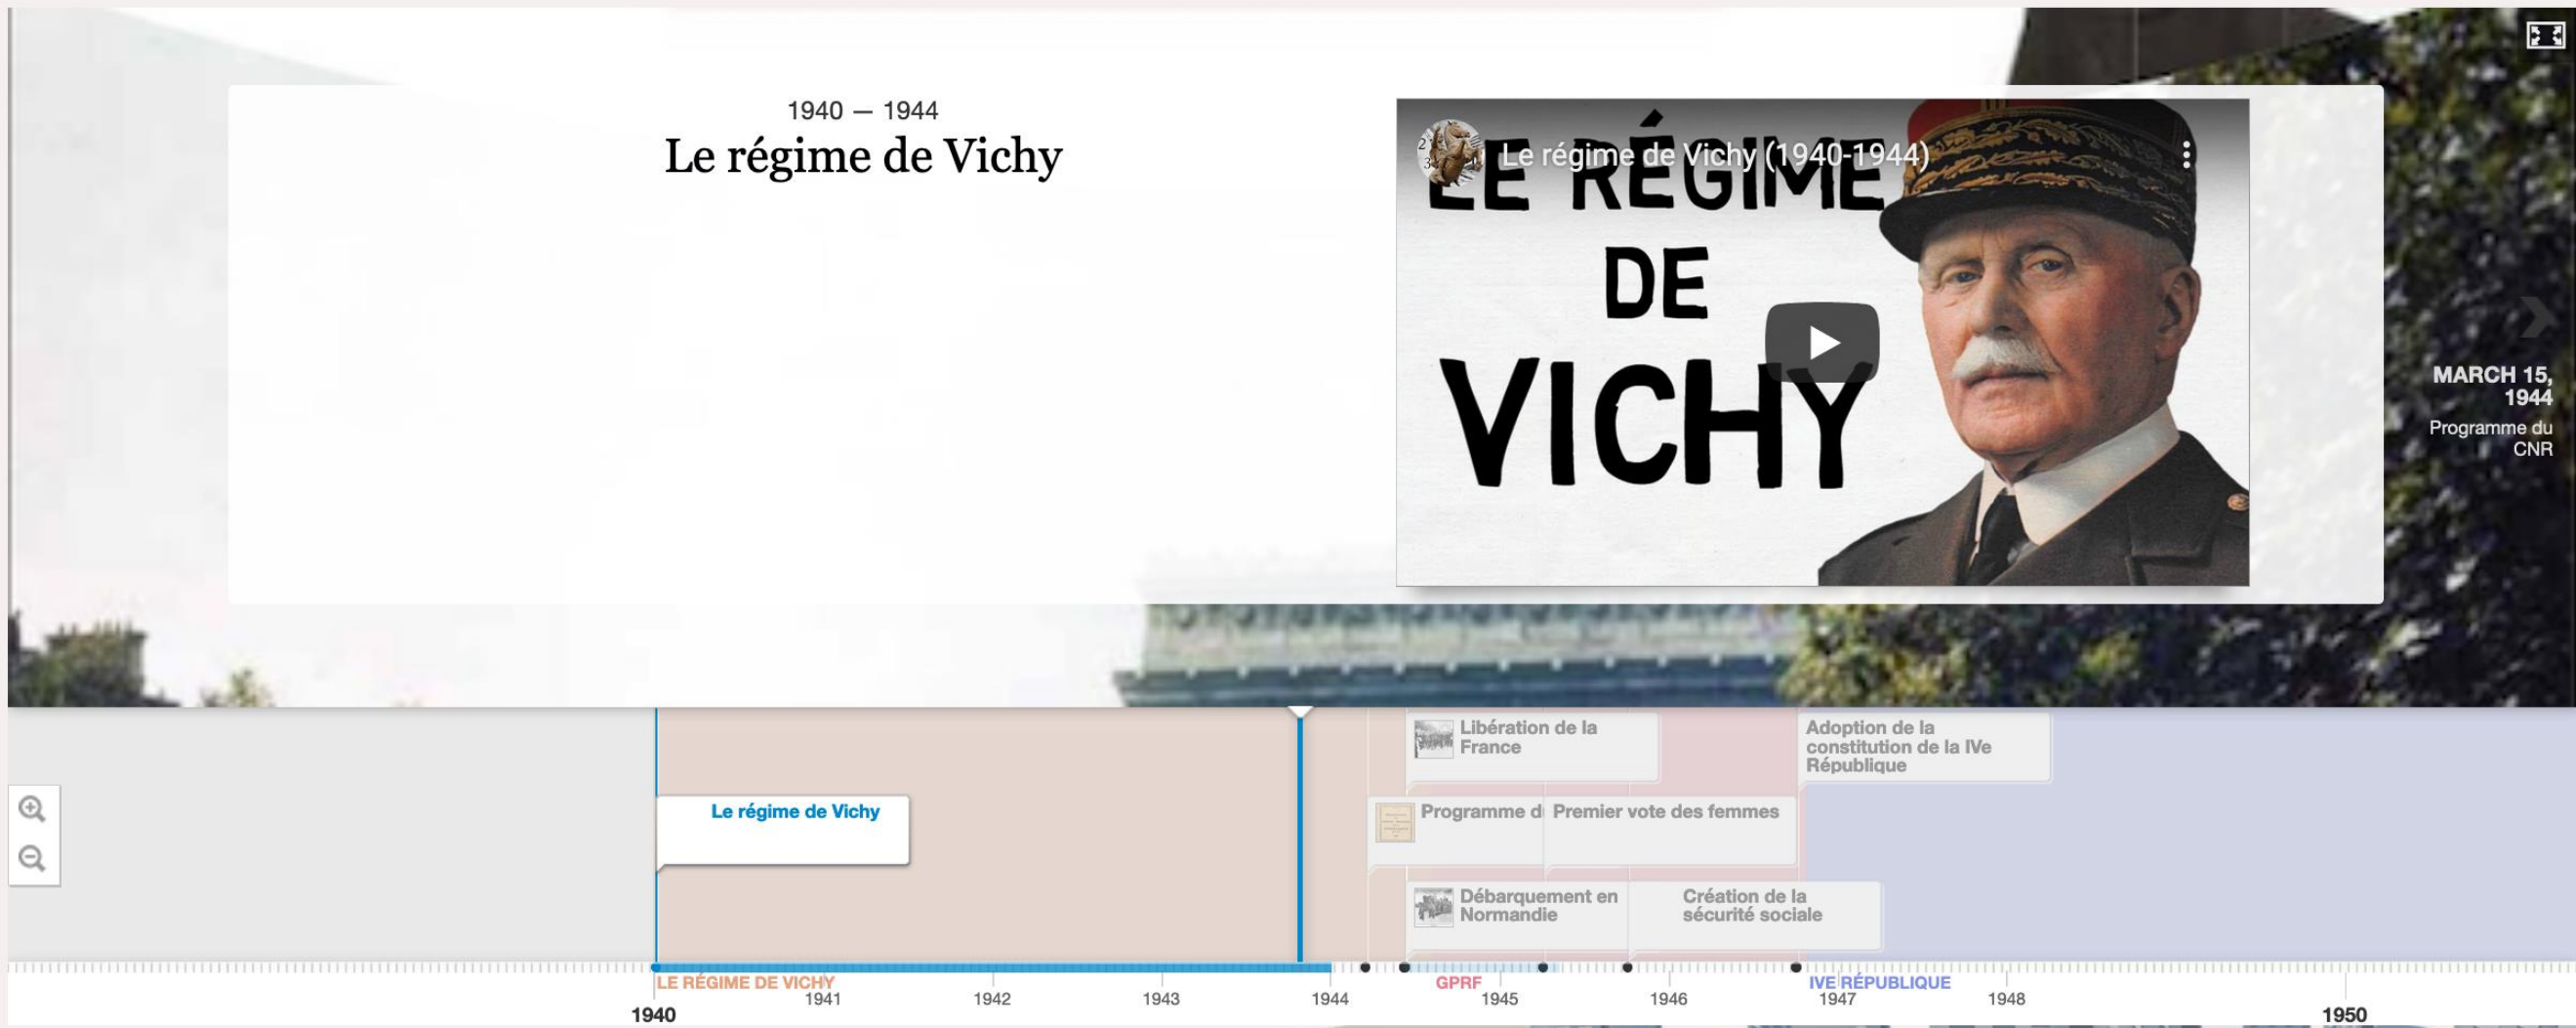 1940 — 1944
Le régime de Vichy
Le régime de Vichy (1940-1944)
LE RÉGIME
DE
VICHY
MARCH 15,
1944
Programme du
CNR
Libération de la
France
Adoption de la
constitution de la IVe
République
Le régime de Vichy
Programme d
Premier vote des femmes
Débarquement en
Normandie
Création de la
sécurité sociale
LE RÉGIME DE VICHY
GPRF
IVE RÉPUBLIQUE
1941
1942
1943
1944
1945
1946
1947
1948
1940
1950